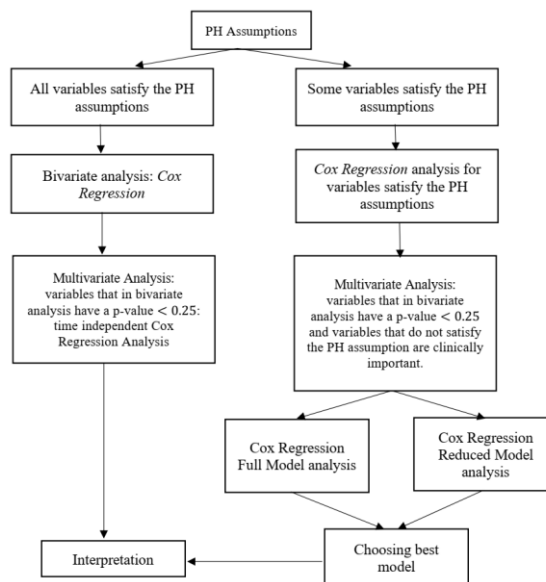 PH Assumptions
All variables satisfy the PH
assumptions
Some variables satisfy the PH
assumptions
Bivariate analysis: Cox
Regression
Cox Regression analysis for
variables satisfy the PH
assumptions
Multivariate Analysis:
variables that in bivariate
analysis have a p-value < 0.25:
time independent Cox
Regression Analysis
Multivariate Analysis:
variables that in bivariate
analysis have a p-value < 0.25
and variables that do not satisfy
the PH assumption are clinically
important.
Cox Regression
Full Model analysis
Cox Regression
Reduced Model
analysis
Interpretation
Choosing best
model